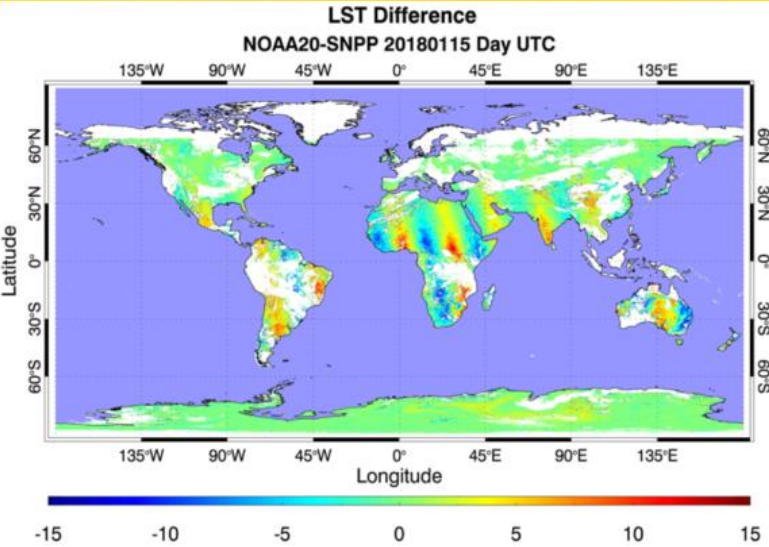 LST Difference
NOAA20-SNPP 20180115 Day UTC
135°W 90°W 45°W 0° 45°E 90°E 135°E
60°N 60°N
30°N 30°N
0° 0°
30°S 30°S
60°S 60°S
Latitude
135°W 90°W 45°W 0° 45°E 90°E 135°E
Longitude
-15 -10 -5 0 5 10 15